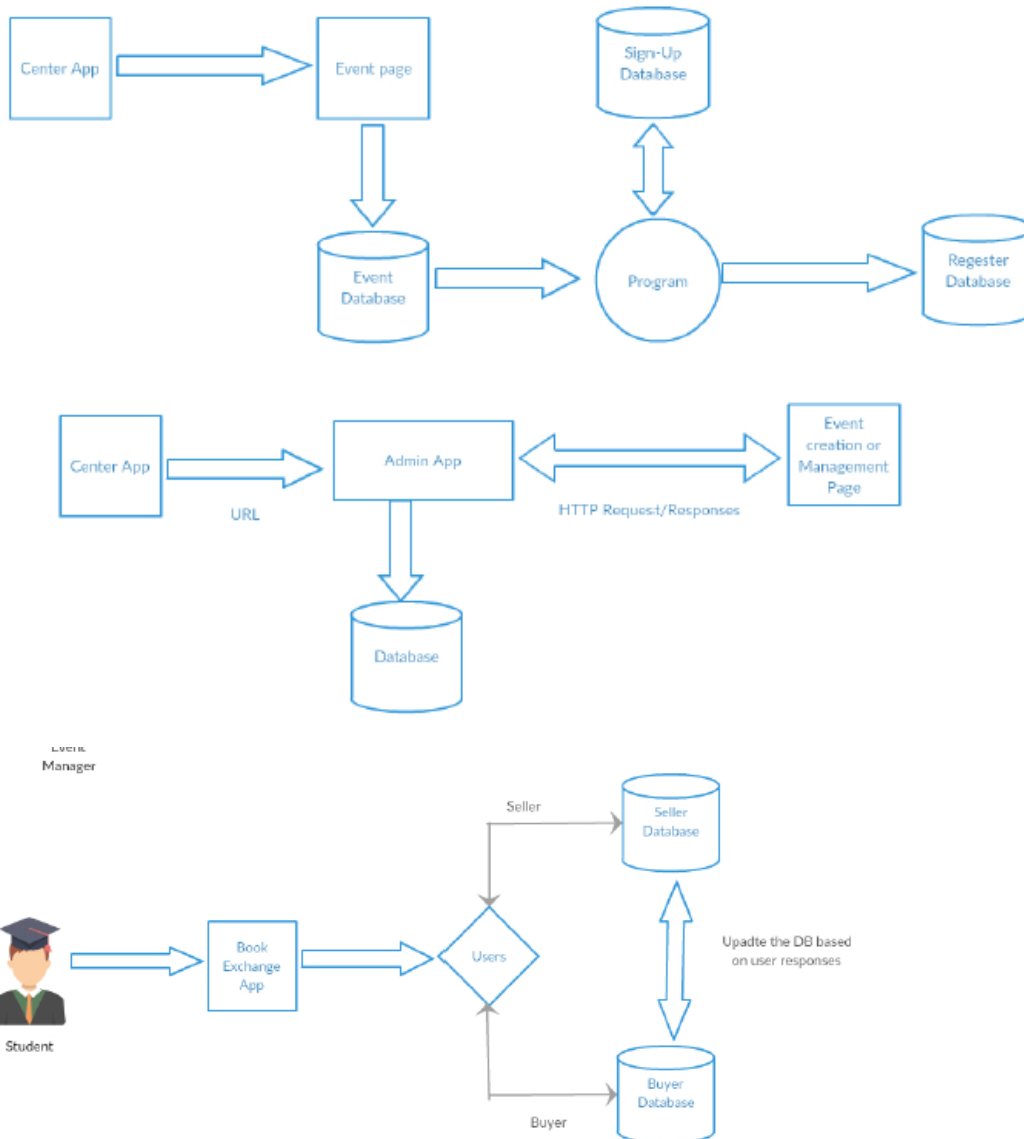 Center App
Event page
Sign-Up
Database
Event
Database
Program
Regester
Database
Center App
URL
Admin App
HTTP Request/Responses
Event
creation or
Management
Page
Database
Event
Manager
Seller
Seller
Database
Student
Book
Exchange
App
Users
Upadte the DB based
on user responses
Buyer
Buyer
Database